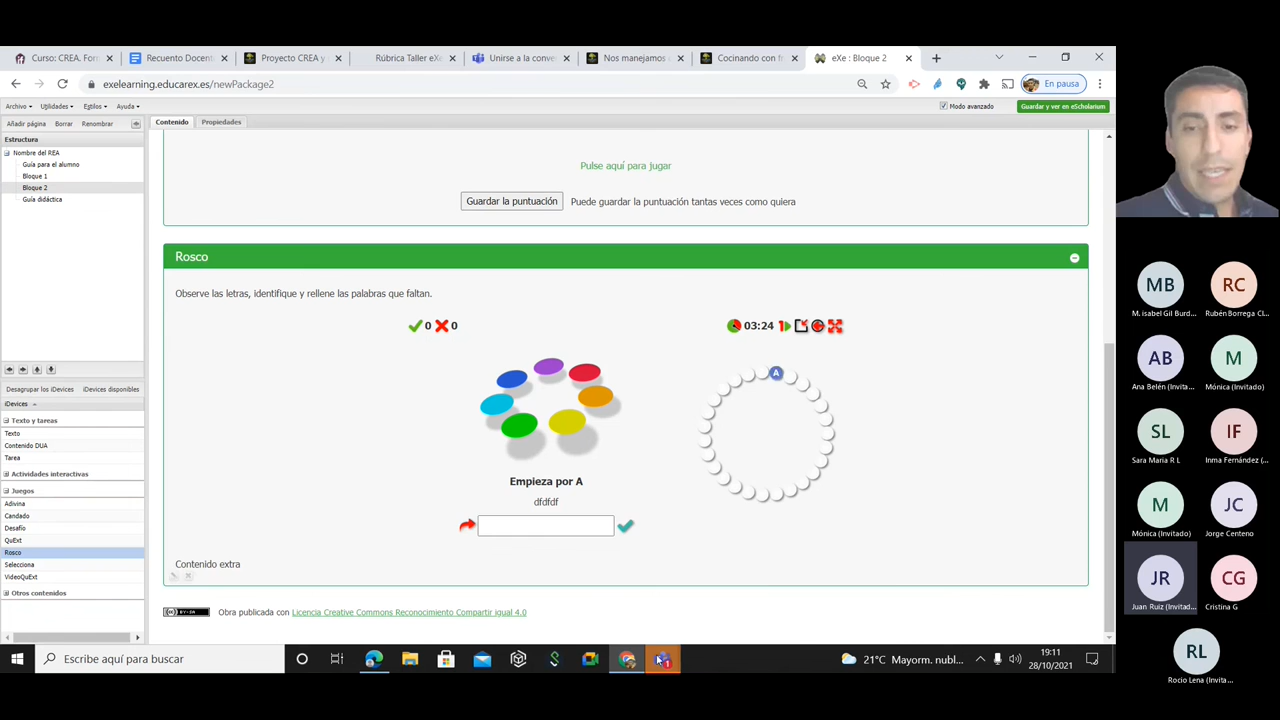 Curso: CREA. Form
Recuento Docent
Proyecto CREA y
Rúbrica Taller eXe
Unirse a la conve
Nos manejamos
Cocinando con fr
eXe : Bloque 2
exelearning.educarex.es/newPackage2
En pausa
Archivo
Utilidades
Estilos
Ayuda
Modo avanzado
Guardar y ver en eScholarium
Añadir página
Borrar
Renombrar
Contenido
Propiedades
Estructura
Nombre del REA
Guía para el alumno
Bloque 1
Bloque 2
Guía didáctica
Pulse aquí para jugar
Guardar la puntuación
Puede guardar la puntuación tantas veces como quiera
Rosco
Observe las letras, identifique y rellene las palabras que faltan.
0
0
03:24
1
A
Empieza por A
dfdfdf
Contenido extra
Obra publicada con Licencia Creative Commons Reconocimiento Compartir igual 4.0
BY-SA
Desagrupar los iDevices
iDevices disponibles
iDevices
Texto y tareas
Texto
Contenido DUA
Tarea
Actividades interactivas
Juegos
Adivina
Candado
Desafío
QuExt
Rosco
Selecciona
VideoQuExt
Otros contenidos
Escribe aquí para buscar
21°C Mayorm. nubl...
19:11
28/10/2021
MB
M. isabel Gil Burd...
RC
Rubén Borrega Cl...
AB
Ana Belén (Invita...
M
Mónica (Invitado)
SL
Sara Maria R L
IF
Inma Fernández (...
M
Mónica (Invitado)
JC
Jorge Centeno
JR
Juan Ruiz (Invitad...
CG
Cristina G
RL
Rocio Lena (Invita...